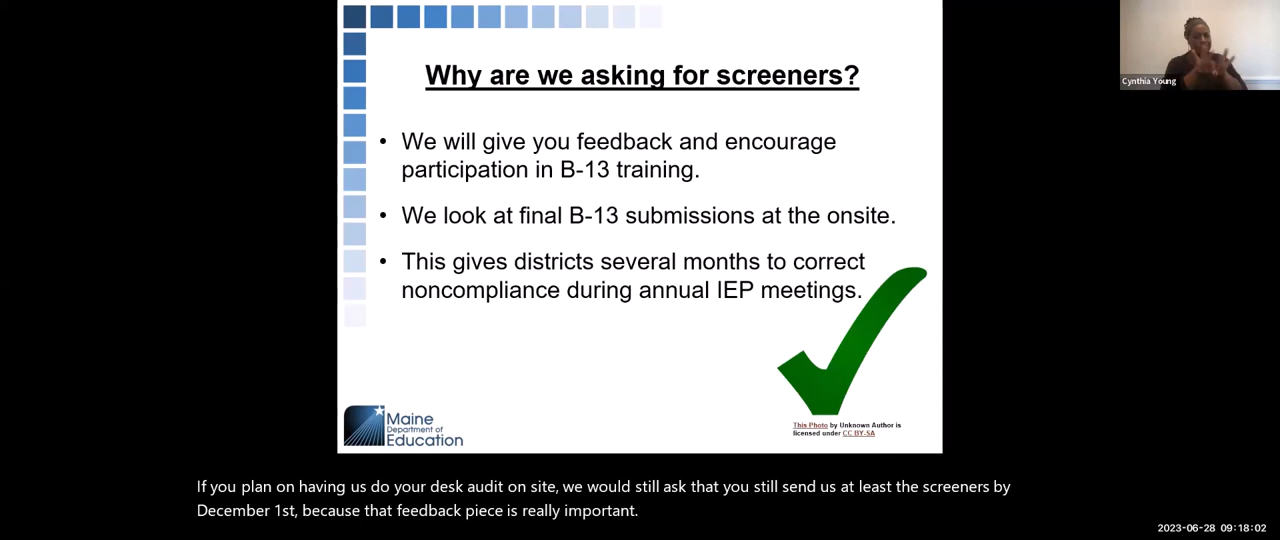 Why are we asking for screeners?
• We will give you feedback and encourage
participation in B-13 training.
• We look at final B-13 submissions at the onsite.
• This gives districts several months to correct
noncompliance during annual IEP meetings.
Maine
Department of
Education
This Photo by Unknown Author is
licensed under CC BY-SA
Cynthia Young
If you plan on having us do your desk audit on site, we would still ask that you still send us at least the screeners by
December 1st, because that feedback piece is really important.
2023-06-28 09:18:02